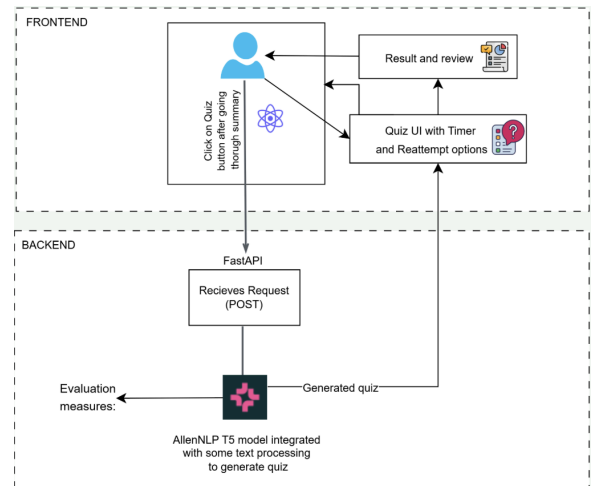 FRONTEND
Result and review
Click on Quiz
button after going
thorugh summary
Quiz UI with Timer
and Reattempt options
BACKEND
FastAPI
Recieves Request
(POST)
Generated quiz
Evaluation
measures:
AllenNLP T5 model integrated
with some text processing
to generate quiz